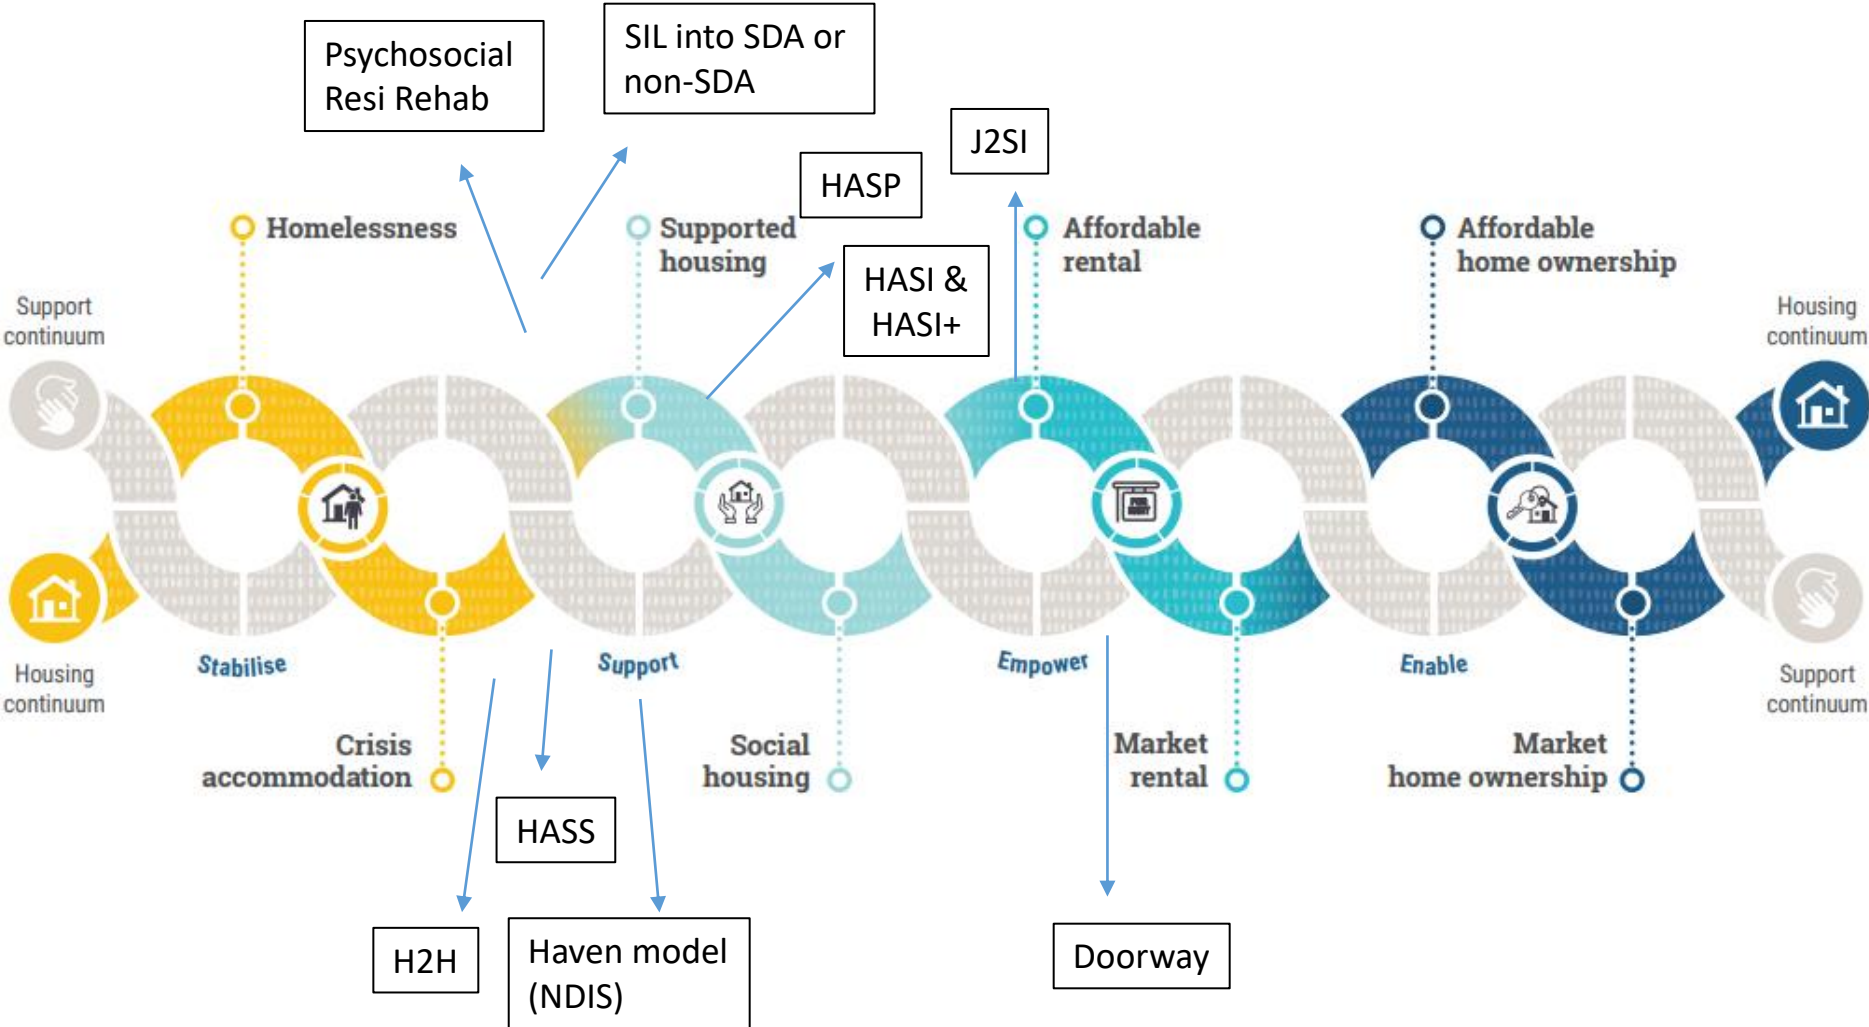 Psychosocial
Resi Rehab
SIL into SDA or
non-SDA
J2SI
HASP
Homelessness
Supported
housing
Affordable
rental
Affordable
home ownership
HASI &
HASI+
Support
continuum
Housing
continuum
FOR
RENT
Housing
continuum
Stabilise
Support
Empower
Enable
Support
continuum
Crisis
accommodation
Social
housing
Market
rental
Market
home ownership
HASS
H2H
Haven model
(NDIS)
Doorway